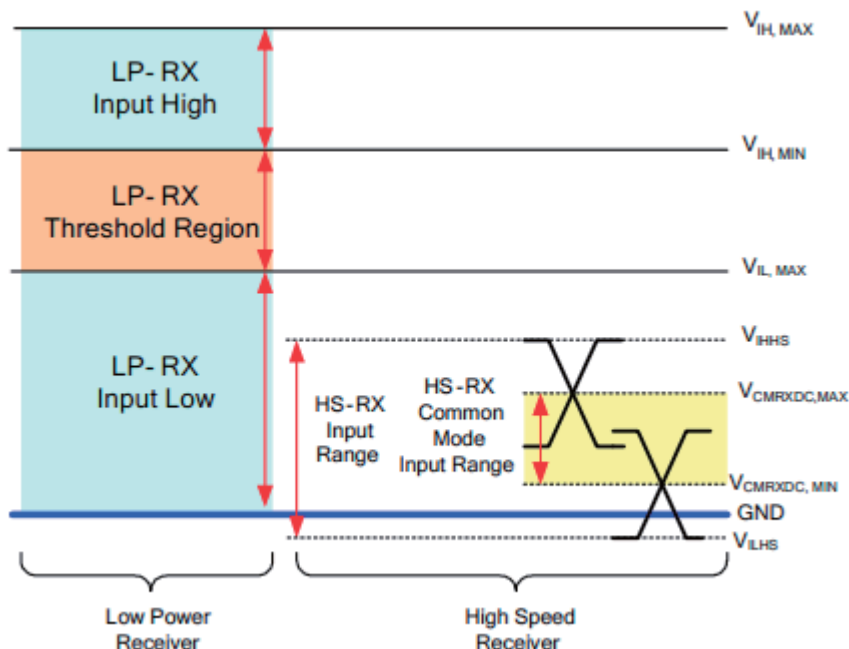 V_IH, MAX
LP- RX
Input High
V_IH, MIN
LP- RX
Threshold Region
V_IL, MAX
V_IHHS
LP- RX
Input Low
HS-RX
Input
Range
HS-RX
Common
Mode
Input Range
V_CMRXDC,MAX
V_CMRXDC, MIN
GND
V_ILHS
Low Power
Receiver
High Speed
Receiver